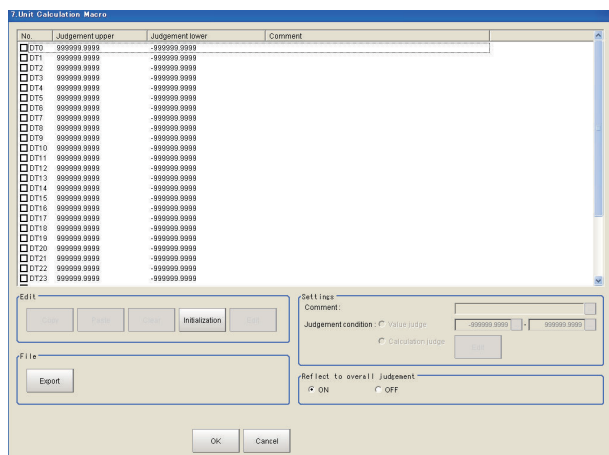 7.Unit Calculation Macro
No. Judgement upper Judgement lower Comment
DT0 999999.9999 -999999.9999
DT1 999999.9999 -999999.9999
DT2 999999.9999 -999999.9999
DT3 999999.9999 -999999.9999
DT4 999999.9999 -999999.9999
DT5 999999.9999 -999999.9999
DT6 999999.9999 -999999.9999
DT7 999999.9999 -999999.9999
DT8 999999.9999 -999999.9999
DT9 999999.9999 -999999.9999
DT10 999999.9999 -999999.9999
DT11 999999.9999 -999999.9999
DT12 999999.9999 -999999.9999
DT13 999999.9999 -999999.9999
DT14 999999.9999 -999999.9999
DT15 999999.9999 -999999.9999
DT16 999999.9999 -999999.9999
DT17 999999.9999 -999999.9999
DT18 999999.9999 -999999.9999
DT19 999999.9999 -999999.9999
DT20 999999.9999 -999999.9999
DT21 999999.9999 -999999.9999
DT22 999999.9999 -999999.9999
DT23 999999.9999 -999999.9999
Edit
Initialization
File
Export
Settings
Comment :
Judgement condition : Value judge -999999.9999 - 999999.9999
Calculation judge
Reflect to overall judgement
ON OFF
OK Cancel